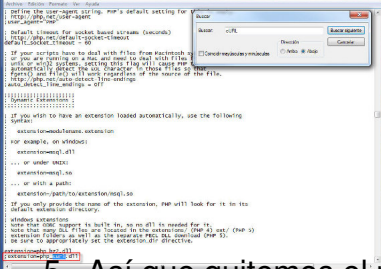 Archivo Edición Formato Ver Ayuda
; Define the User-Agent string. PHP's default setting for
; http://php.net/user-agent
;user_agent="PHP"
; Default timeout for socket based streams (seconds)
; http://php.net/default-socket-timeout
default_socket_timeout = 60
; If your scripts have to deal with files from Macintosh sy
; or you are running on a Mac and need to deal with files f
; unix or win32 systems, setting this flag will cause PHP t
; automatically detect the EOL character in those files so that
; fgets() and file() will work regardless of the source of the file.
; http://php.net/auto-detect-line-endings
;auto_detect_line_endings = Off
Buscar
Buscar:
cURL
Buscar siguiente
Dirección
Cancelar
Coincidir mayúsculas y minúsculas
Arriba
Abajo
;;;;;;;;;;;;;;;;;;;;;;
; Dynamic Extensions ;
;;;;;;;;;;;;;;;;;;;;;;
; If you wish to have an extension loaded automatically, use the following
; syntax:
; extension=modulename.extension
; For example, on Windows:
; extension=msql.dll
; ... or under UNIX:
; extension=msql.so
; ... or with a path:
; extension=/path/to/extension/msql.so
; If you only provide the name of the extension, PHP will look for it in its
; default extension directory.
; Windows Extensions
; Note that ODBC support is built in, so no dll is needed for it.
; Note that many DLL files are located in the extensions/ (PHP 4) ext/ (PHP 5)
; extension folders as well as the separate PECL DLL download (PHP 5).
; Be sure to appropriately set the extension_dir directive.
extension=php_bz2.dll
;extension=php_curl.dll
5. Así que quitemos el